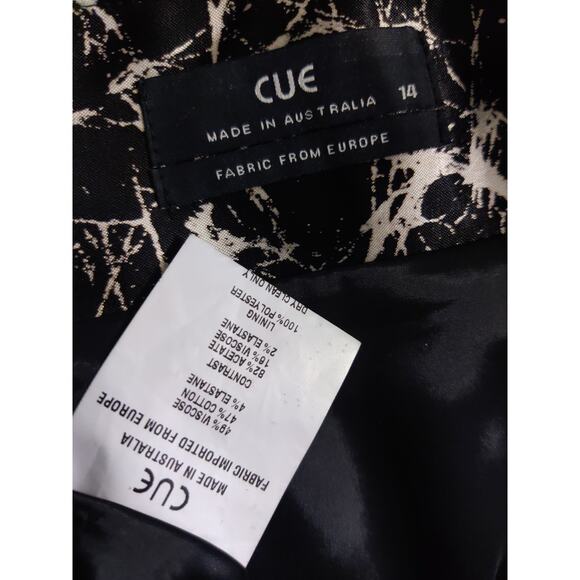 CUE
MADE IN AUSTRALIA 14
FABRIC FROM EUROPE
CUE
MADE IN AUSTRALIA
FABRIC IMPORTED FROM EUROPE
49% VISCOSE
47% COTTON
4% ELASTANE
CONTRAST
82% ACETATE
16% VISCOSE
2% ELASTANE
LINING
100% POLYESTER
DRY CLEAN ONLY